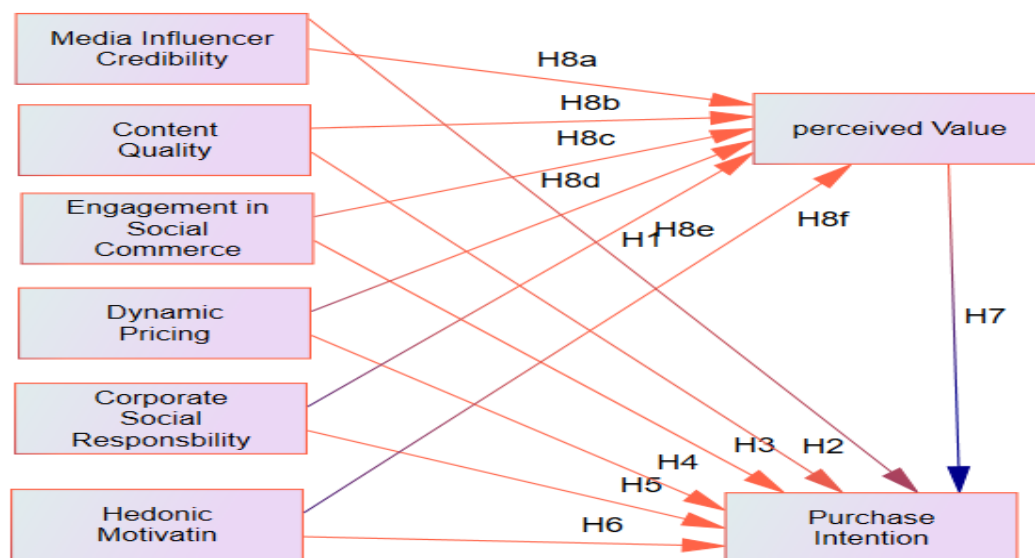 Media Influencer
Credibility
H8a
Content
Quality
H8b
perceived Value
H8c
Engagement in
Social
Commerce
H8d
H1
H8e
H8f
Dynamic
Pricing
H7
Corporate
Social
Responsbility
H4
H3
H2
H5
Hedonic
Motivatin
H6
Purchase
Intention